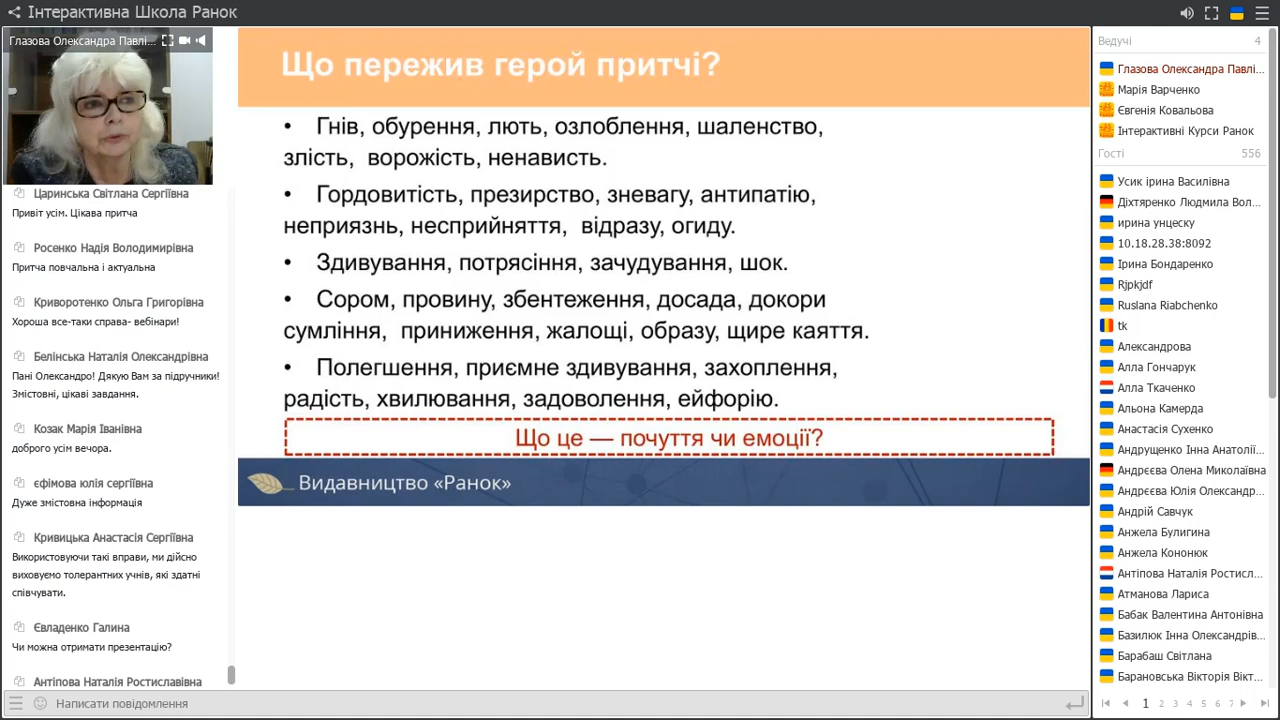 Інтерактивна Школа Ранок
Глазова Олександра Павлі...
Царинська Світлана Сергіївна
Привіт усім. Цікава притча
Росенко Надія Володимирівна
Притча повчальна і актуальна
Криворотенко Ольга Григорівна
Хороша все-таки справа- вебінари!
Белінська Наталія Олександрівна
Пані Олександро! Дякую Вам за підручники!
Змістовні, цікаві завдання.
Козак Марія Іванівна
доброго усім вечора.
єфімова юлія сергіївна
Дуже змістовна інформація
Кривицька Анастасія Сергіївна
Використовуючи такі вправи, ми дійсно
виховуємо толерантних учнів, які здатні
співчувати.
Євладенко Галина
Чи можна отримати презентацію?
Антіпова Наталія Ростиславівна
Написати повідомлення
Що пережив герой притчі?
• Гнів, обурення, лють, озлоблення, шаленство,
злість, ворожість, ненависть.
• Гордовитість, презирство, зневагу, антипатію,
неприязнь, несприйняття, відразу, огиду.
• Здивування, потрясіння, зачудування, шок.
• Сором, провину, збентеження, досада, докори
сумління, приниження, жалощі, образу, щире каяття.
• Полегшення, приємне здивування, захоплення,
радість, хвилювання, задоволення, ейфорію.
Що це — почуття чи емоції?
Видавництво «Ранок»
Ведучі 4
Глазова Олександра Павлі...
Марія Варченко
Євгенія Ковальова
Інтерактивні Курси Ранок
Гості 556
Усик ірина Василівна
Діхтяренко Людмила Вол...
ирина унцеску
10.18.28.38:8092
Ірина Бондаренко
Rjpkjdf
Ruslana Riabchenko
tk
Александрова
Алла Гончарук
Алла Ткаченко
Альона Камерда
Анастасія Сухенко
Андрущенко Інна Анатолії...
Андрєєва Олена Миколаївна
Андрєєва Юлія Олександр...
Андрій Савчук
Анжела Булигина
Анжела Кононюк
Антіпова Наталія Ростисл...
Атманова Лариса
Бабак Валентина Антонівна
Базилюк Інна Олександрів...
Барабаш Світлана
Барановська Вікторія Вікт...
1 2 3 4 5 6 7